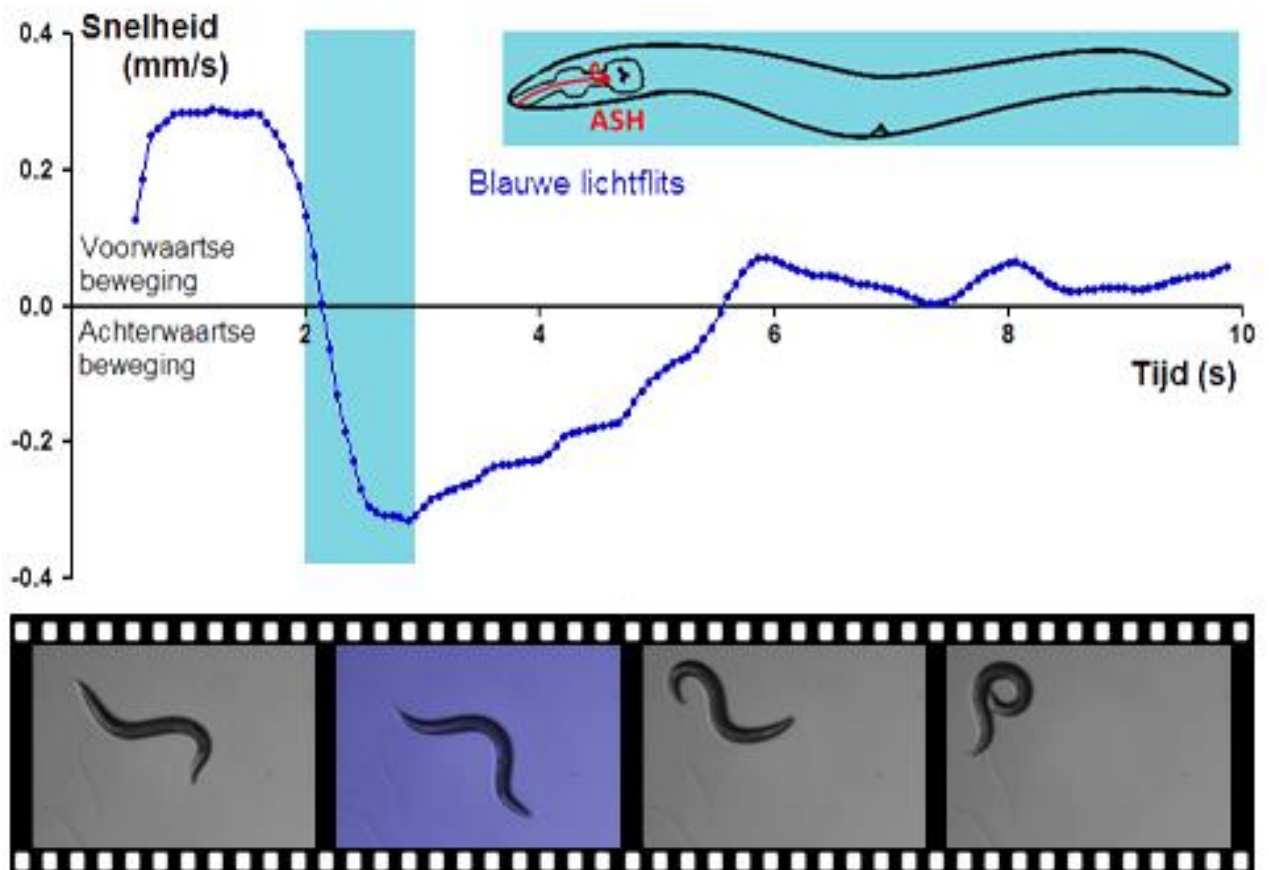 0.4
Snelheid
(mm/s)
ASH
0.2
Blauwe lichtflits
Voorwaartse
beweging
0.0
2
4
6
8
10
Achterwaartse
beweging
Tijd (s)
-0.2
-0.4